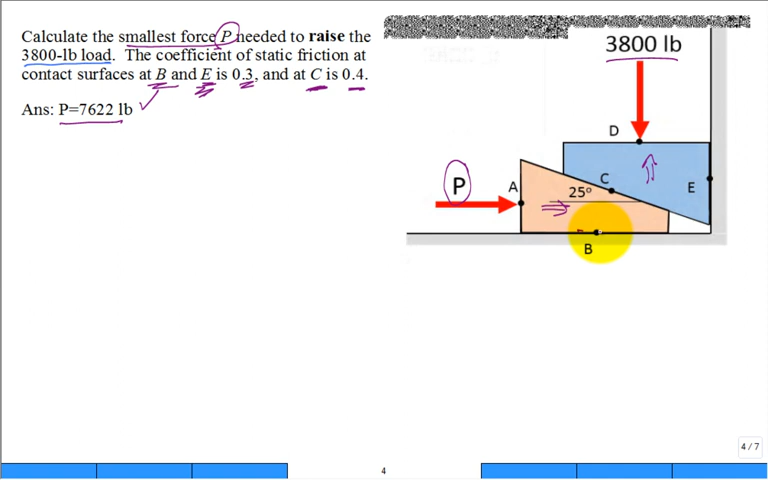 Calculate the smallest force P needed to raise the
3800-lb load. The coefficient of static friction at
contact surfaces at B and E is 0.3, and at C is 0.4.
Ans: P=7622 lb
3800 lb
D
P
A
25°
C
E
B
4 / 7
4